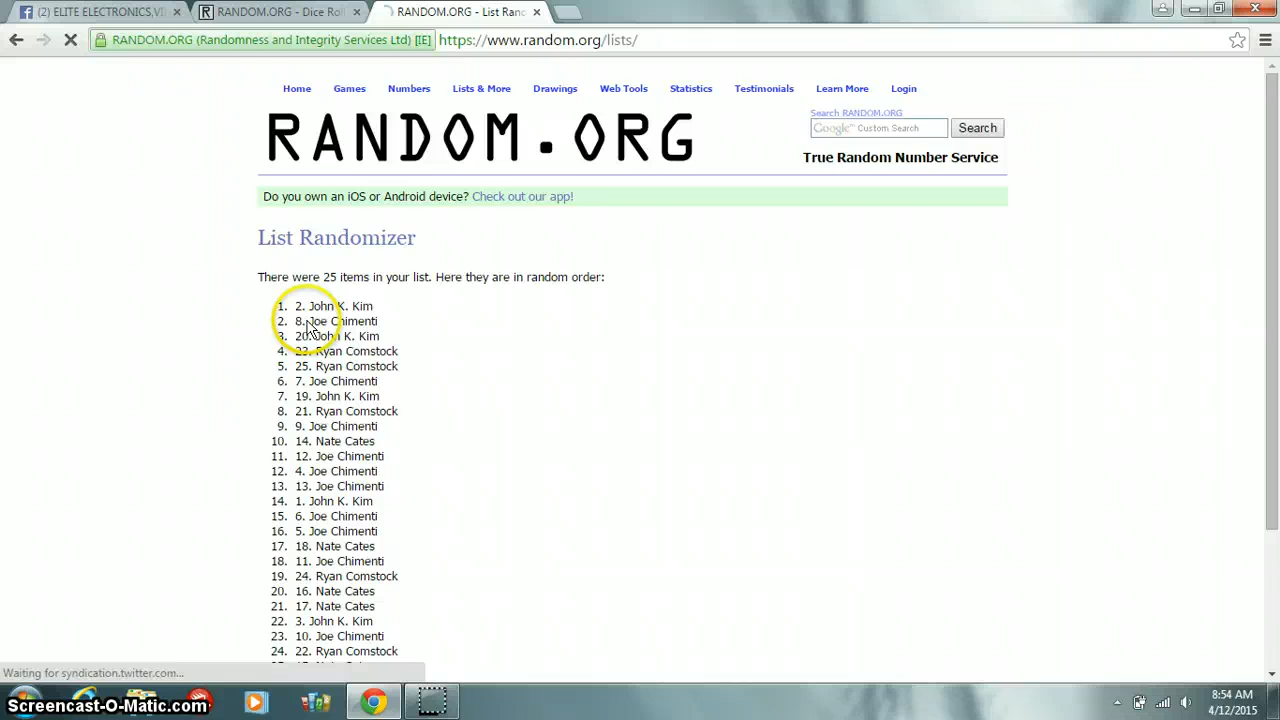 (2) ELITE ELECTRONICS,VI
RANDOM.ORG - Dice Roll
RANDOM.ORG - List Ran
RANDOM.ORG (Randomness and Integrity Services Ltd) [IE] https://www.random.org/lists/
Home Games Numbers Lists & More Drawings Web Tools Statistics Testimonials Learn More Login
Search RANDOM.ORG
RANDOM.ORG
Google™ Custom Search Search
True Random Number Service
Do you own an iOS or Android device? Check out our app!
List Randomizer
There were 25 items in your list. Here they are in random order:
1. 2. John K. Kim
2. 8. Joe Chimenti
3. 20. John K. Kim
4. 23. Ryan Comstock
5. 25. Ryan Comstock
6. 7. Joe Chimenti
7. 19. John K. Kim
8. 21. Ryan Comstock
9. 9. Joe Chimenti
10. 14. Nate Cates
11. 12. Joe Chimenti
12. 4. Joe Chimenti
13. 13. Joe Chimenti
14. 1. John K. Kim
15. 6. Joe Chimenti
16. 5. Joe Chimenti
17. 18. Nate Cates
18. 11. Joe Chimenti
19. 24. Ryan Comstock
20. 16. Nate Cates
21. 17. Nate Cates
22. 3. John K. Kim
23. 10. Joe Chimenti
24. 22. Ryan Comstock
Waiting for syndication.twitter.com...
Screencast-O-Matic.com
8:54 AM
4/12/2015